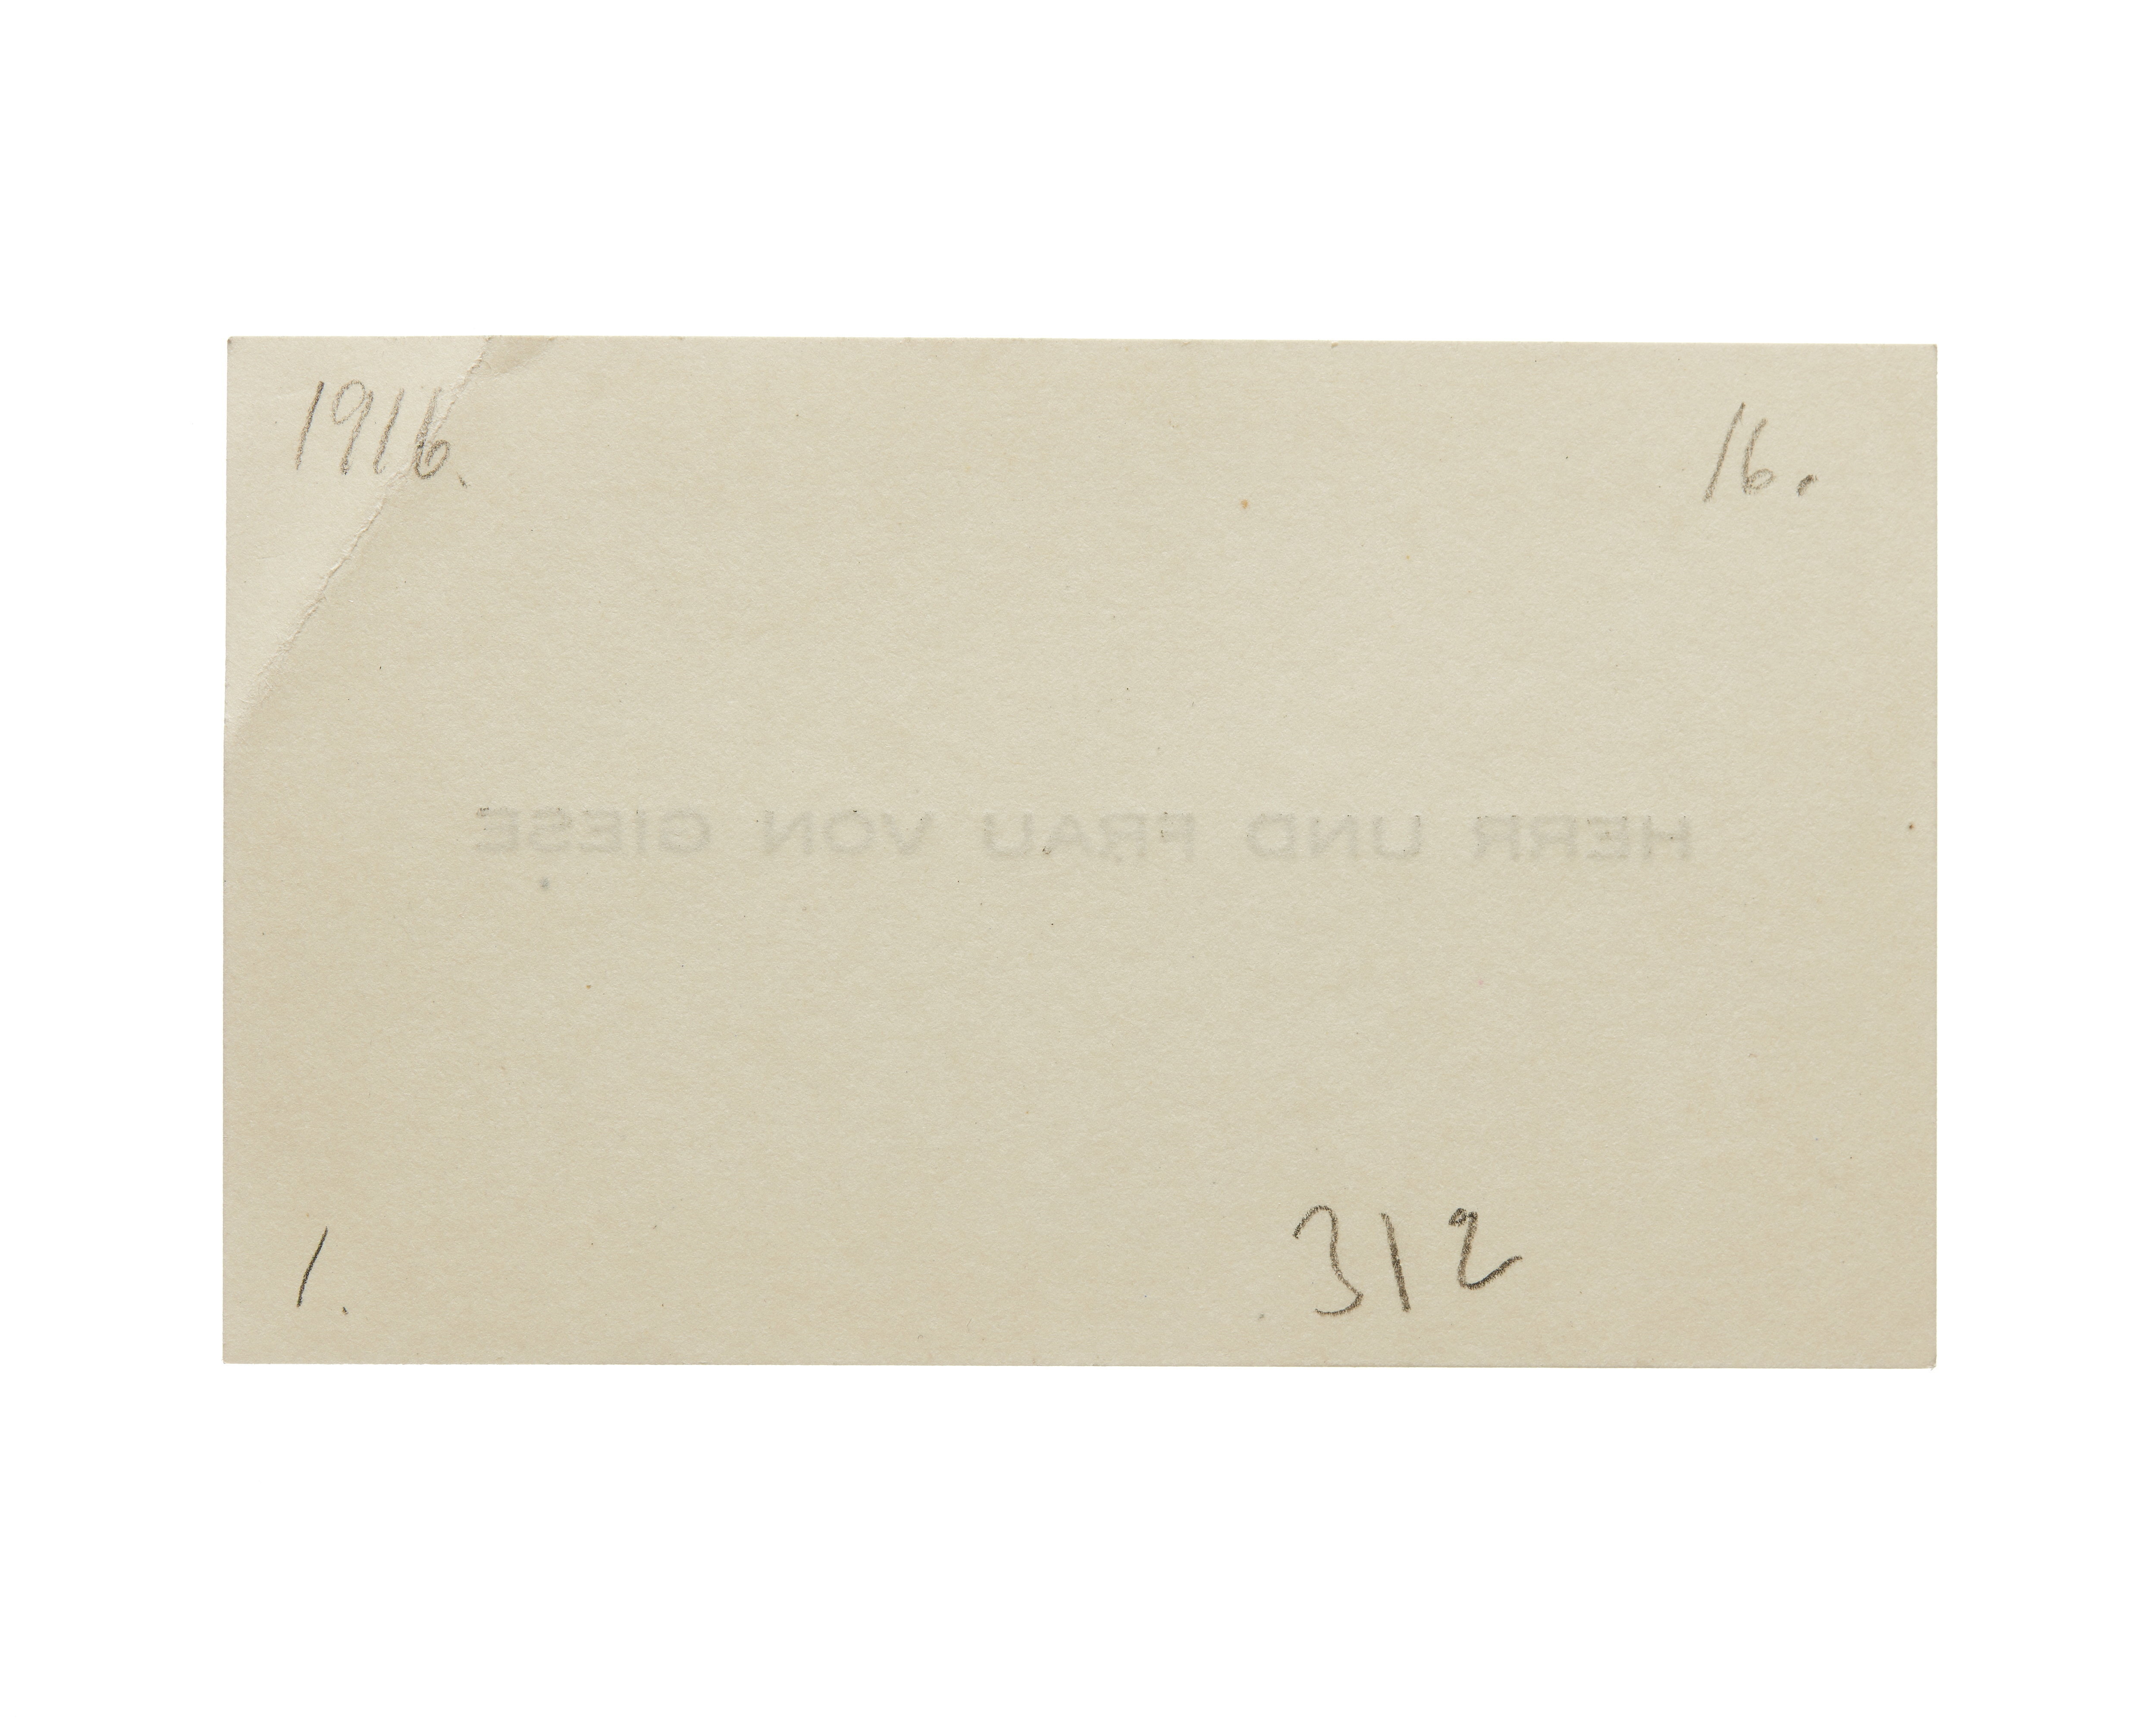 1916.
16.
HERR UND FRAU VON GIESE
1.
312